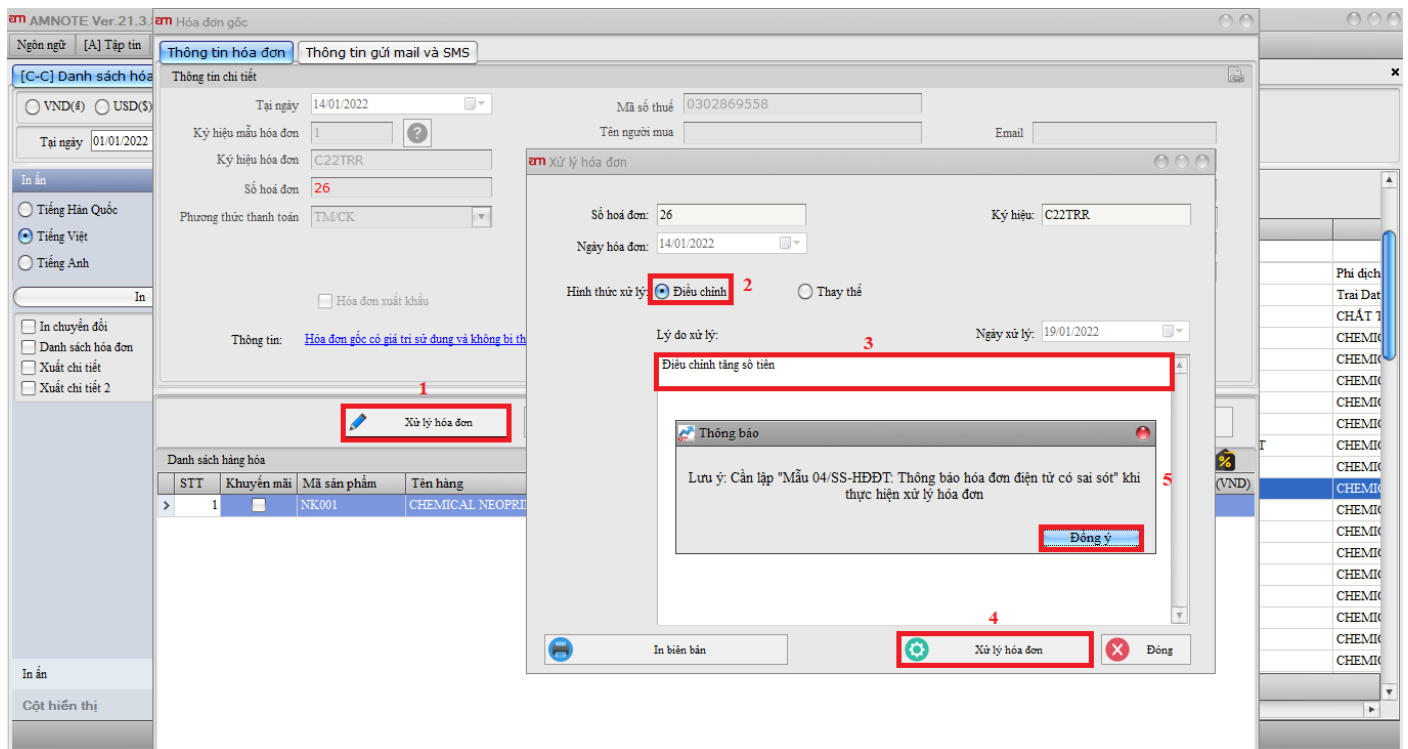 am AMNOTE Ver.21.3.
am Hóa đơn gốc
Ngôn ngữ [A] Tập tin
Thông tin hóa đơn Thông tin gửi mail và SMS
[C-C] Danh sách hóa
Thông tin chi tiết
VND(₫) USD($)
Tại ngày 14/01/2022
Mã số thuế 0302869558
Tại ngày 01/01/2022
Ký hiệu mẫu hóa đơn 1
Tên người mua
Email
Ký hiệu hóa đơn C22TRR
In ấn
Số hoá đơn 26
Tiếng Hàn Quốc
Phương thức thanh toán TM/CK
Tiếng Việt
Tiếng Anh
In
Hóa đơn xuất khẩu
In chuyển đổi
Danh sách hóa đơn
Xuất chi tiết
Xuất chi tiết 2
Thông tin: Hóa đơn gốc có giá trị sử dụng và không bị th
1
Xử lý hóa đơn
Danh sách hàng hóa
STT Khuyến mãi Mã sản phẩm Tên hàng
(VND)
1 NK001 CHEMICAL NEOPRE
am Xử lý hóa đơn
Số hoá đơn: 26
Ký hiệu: C22TRR
Ngày hóa đơn: 14/01/2022
Hình thức xử lý: Điều chỉnh 2 Thay thế
Lý do xử lý: 3
Ngày xử lý: 19/01/2022
Điều chỉnh tăng số tiền
Thông báo
Lưu ý: Cần lập "Mẫu 04/SS-HĐĐT: Thông báo hóa đơn điện tử có sai sót" khi
thực hiện xử lý hóa đơn
5
Đồng ý
4
In biên bản
Xử lý hóa đơn
Đóng
Phi dịch
Trai Dat
CHẤT T
CHEMIC
CHEMIC
CHEMIC
CHEMIC
CHEMIC
T CHEMIC
CHEMIC
CHEMIC
CHEMIC
CHEMIC
CHEMIC
CHEMIC
CHEMIC
CHEMIC
CHEMIC
CHEMIC
In ấn
Cột hiển thị